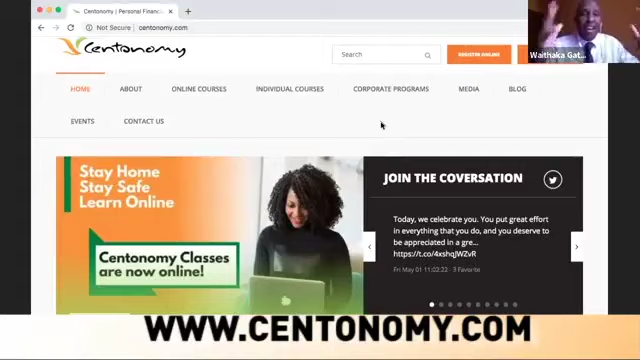 Centonomy | Personal Financia
Not Secure | centonomy.com
Centonomy
Search
REGISTER ONLINE
Waithaka Gat...
HOME
ABOUT
ONLINE COURSES
INDIVIDUAL COURSES
CORPORATE PROGRAMS
MEDIA
BLOG
EVENTS
CONTACT US
Stay Home
Stay Safe
Learn Online
Centonomy Classes
are now online!
JOIN THE COVERSATION
Today, we celebrate you. You put great effort
in everything that you do, and you deserve to
be appreciated in a gre...
https://t.co/4xshqJWZvR
Fri May 01 11:02:22 · 3 Favorite
WWW.CENTONOMY.COM